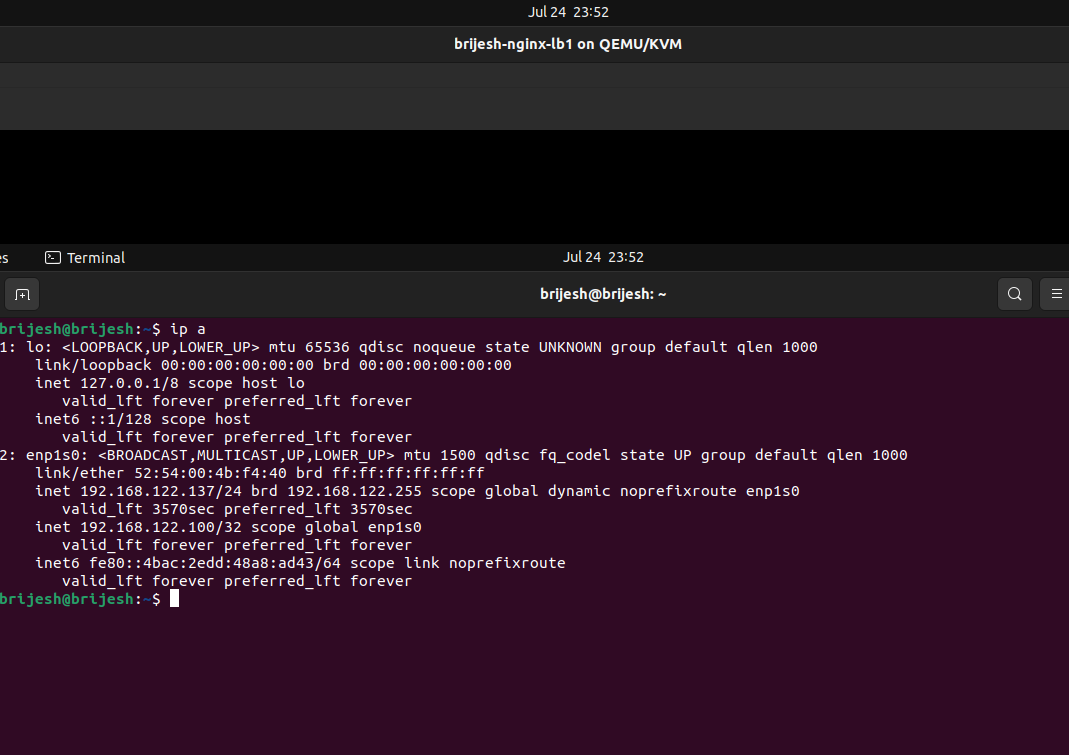 Jul 24 23:52
brijesh-nginx-lb1 on QEMU/KVM
es Terminal Jul 24 23:52
brijesh@brijesh: ~
brijesh@brijesh:~$ ip a
1: lo: <LOOPBACK,UP,LOWER_UP> mtu 65536 qdisc noqueue state UNKNOWN group default qlen 1000
    link/loopback 00:00:00:00:00:00 brd 00:00:00:00:00:00
    inet 127.0.0.1/8 scope host lo
       valid_lft forever preferred_lft forever
    inet6 ::1/128 scope host
       valid_lft forever preferred_lft forever
2: enp1s0: <BROADCAST,MULTICAST,UP,LOWER_UP> mtu 1500 qdisc fq_codel state UP group default qlen 1000
    link/ether 52:54:00:4b:f4:40 brd ff:ff:ff:ff:ff:ff
    inet 192.168.122.137/24 brd 192.168.122.255 scope global dynamic noprefixroute enp1s0
       valid_lft 3570sec preferred_lft 3570sec
    inet 192.168.122.100/32 scope global enp1s0
       valid_lft forever preferred_lft forever
    inet6 fe80::4bac:2edd:48a8:ad43/64 scope link noprefixroute
       valid_lft forever preferred_lft forever
brijesh@brijesh:~$